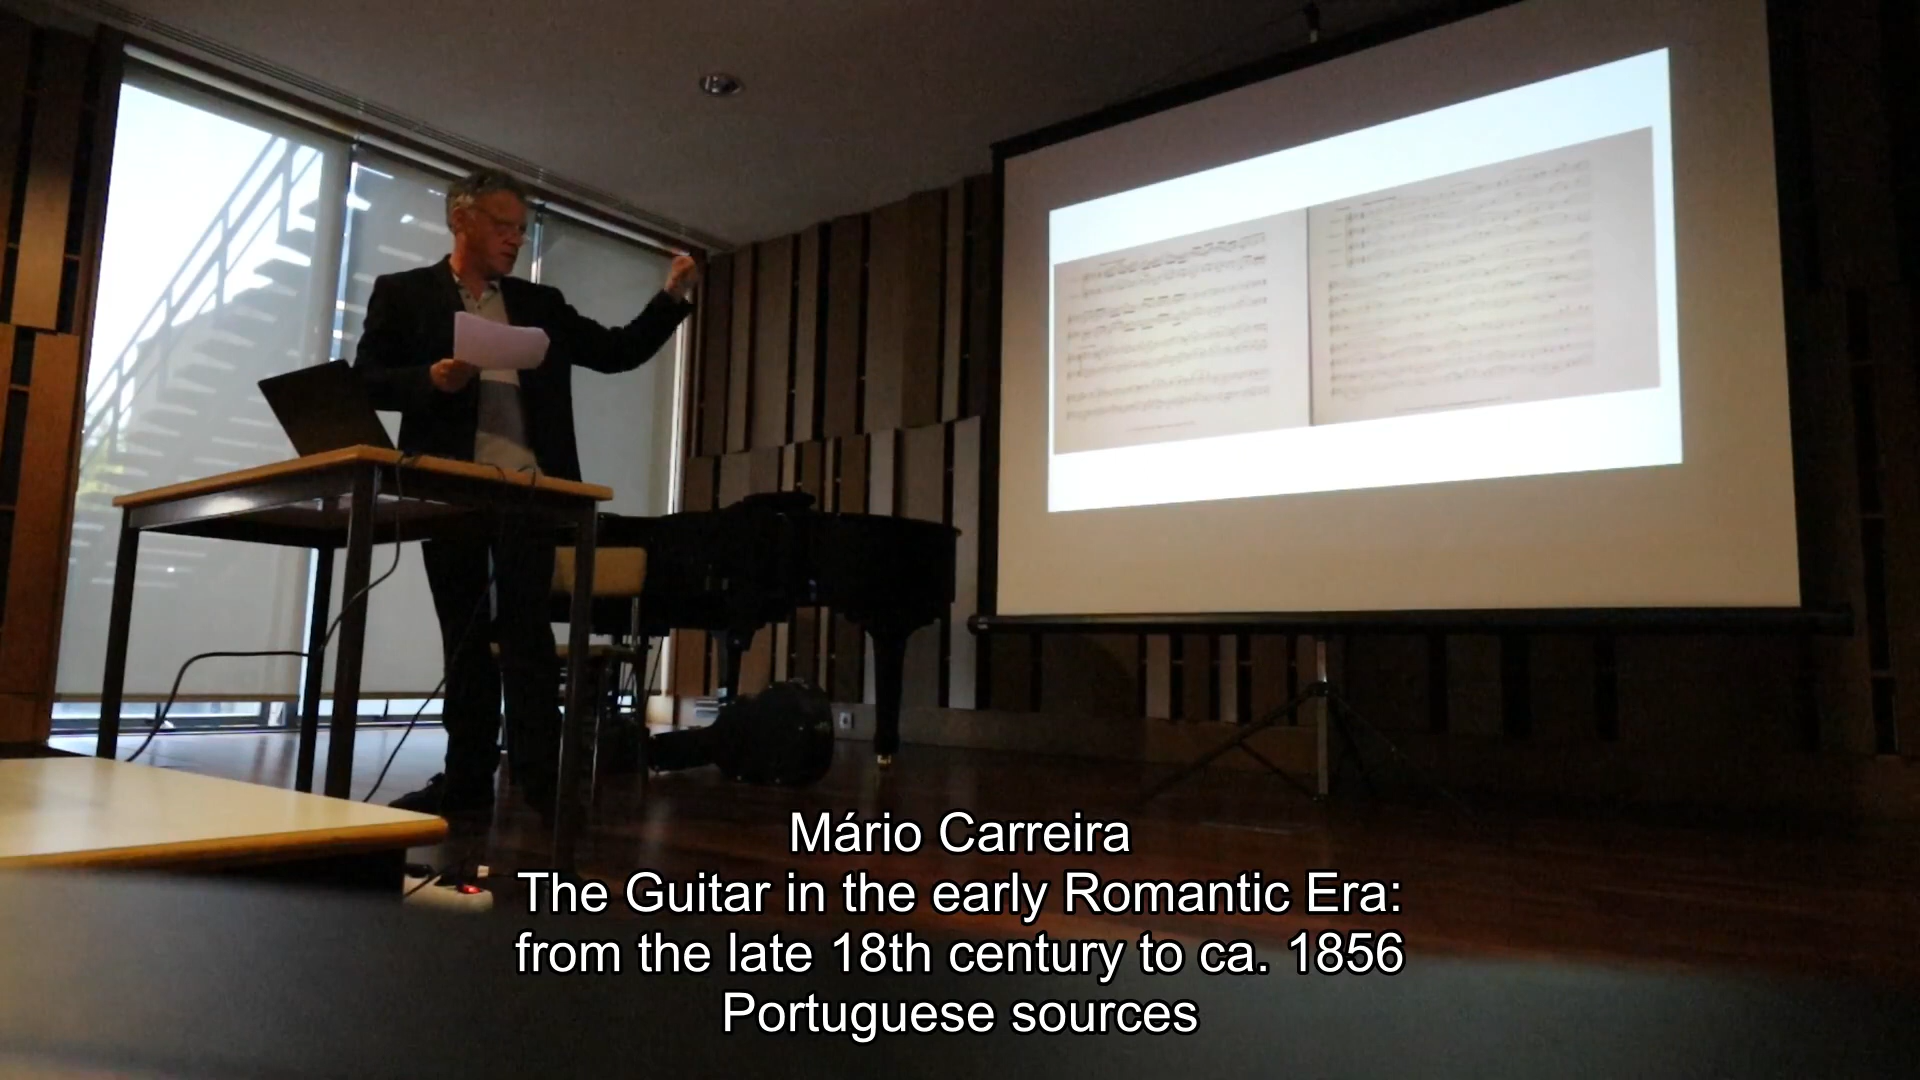 Mário Carreira
The Guitar in the early Romantic Era:
from the late 18th century to ca. 1856
Portuguese sources